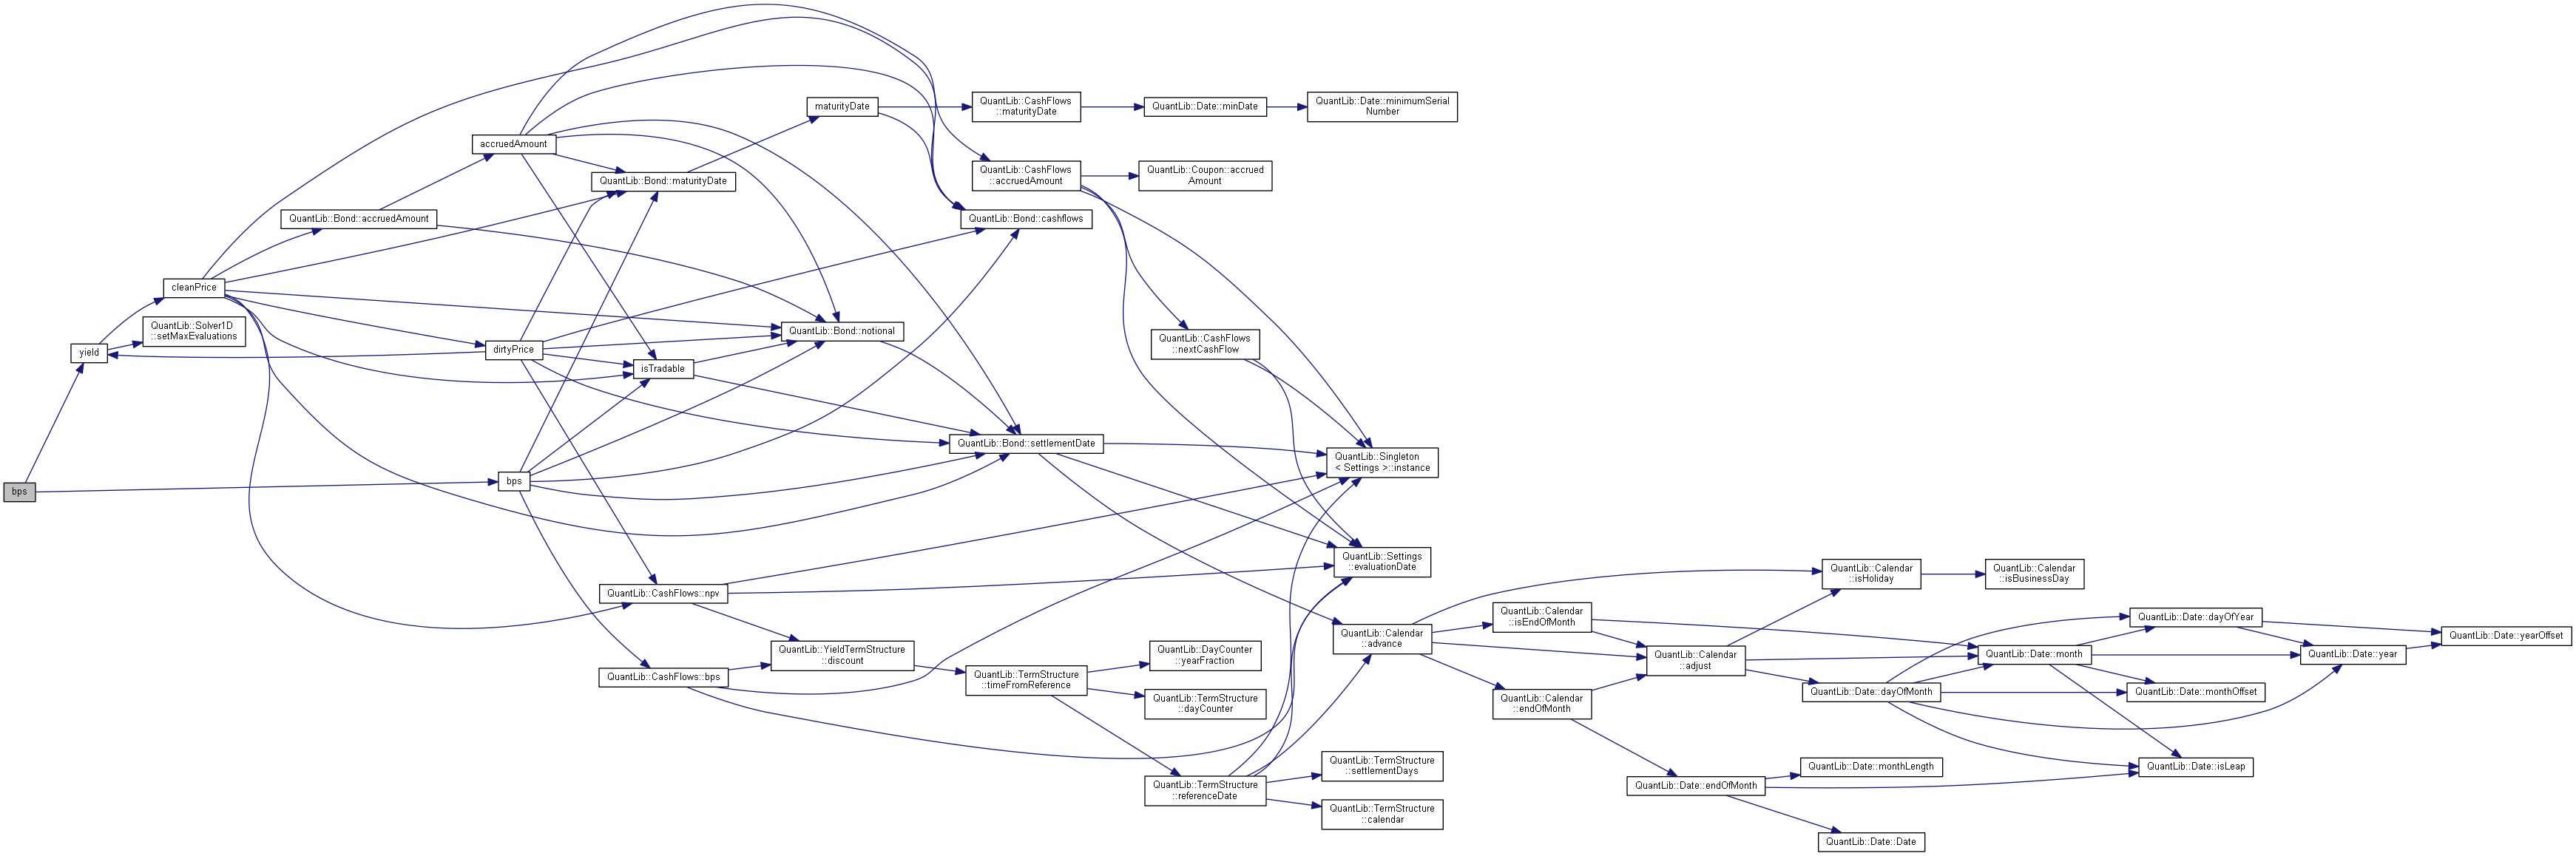 bps
yield
cleanPrice
QuantLib::Solver1D
::setMaxEvaluations
QuantLib::Bond::accruedAmount
accruedAmount
dirtyPrice
bps
QuantLib::Bond::maturityDate
isTradable
QuantLib::CashFlows::npv
QuantLib::CashFlows::bps
maturityDate
QuantLib::Bond::notional
QuantLib::YieldTermStructure
::discount
QuantLib::CashFlows
::maturityDate
QuantLib::CashFlows
::accruedAmount
QuantLib::Bond::cashflows
QuantLib::Bond::settlementDate
QuantLib::TermStructure
::timeFromReference
QuantLib::Date::minDate
QuantLib::Coupon::accrued
Amount
QuantLib::CashFlows
::nextCashFlow
QuantLib::DayCounter
::yearFraction
QuantLib::TermStructure
::dayCounter
QuantLib::TermStructure
::referenceDate
QuantLib::Date::minimumSerial
Number
QuantLib::Singleton
< Settings >::instance
QuantLib::Settings
::evaluationDate
QuantLib::Calendar
::advance
QuantLib::TermStructure
::settlementDays
QuantLib::TermStructure
::calendar
QuantLib::Calendar
::isEndOfMonth
QuantLib::Calendar
::endOfMonth
QuantLib::Calendar
::adjust
QuantLib::Date::endOfMonth
QuantLib::Calendar
::isHoliday
QuantLib::Date::dayOfMonth
QuantLib::Date::monthLength
QuantLib::Date::Date
QuantLib::Calendar
::isBusinessDay
QuantLib::Date::month
QuantLib::Date::dayOfYear
QuantLib::Date::monthOffset
QuantLib::Date::isLeap
QuantLib::Date::year
QuantLib::Date::yearOffset